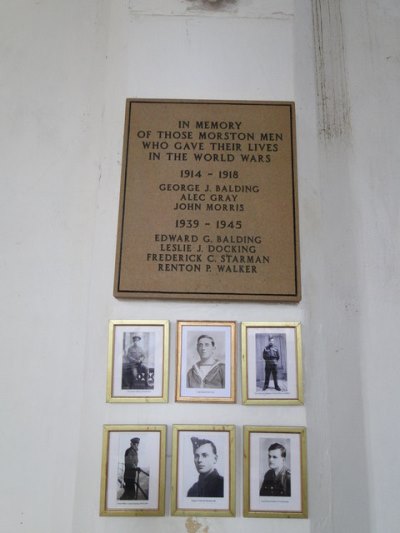 IN MEMORY
OF THOSE MORSTON MEN
WHO GAVE THEIR LIVES
IN THE WORLD WARS
1914 - 1918
GEORGE J. BALDING
ALEC GRAY
JOHN MORRIS
1939 - 1945
EDWARD G. BALDING
LESLIE J. DOCKING
FREDERICK C. STARMAN
RENTON P. WALKER